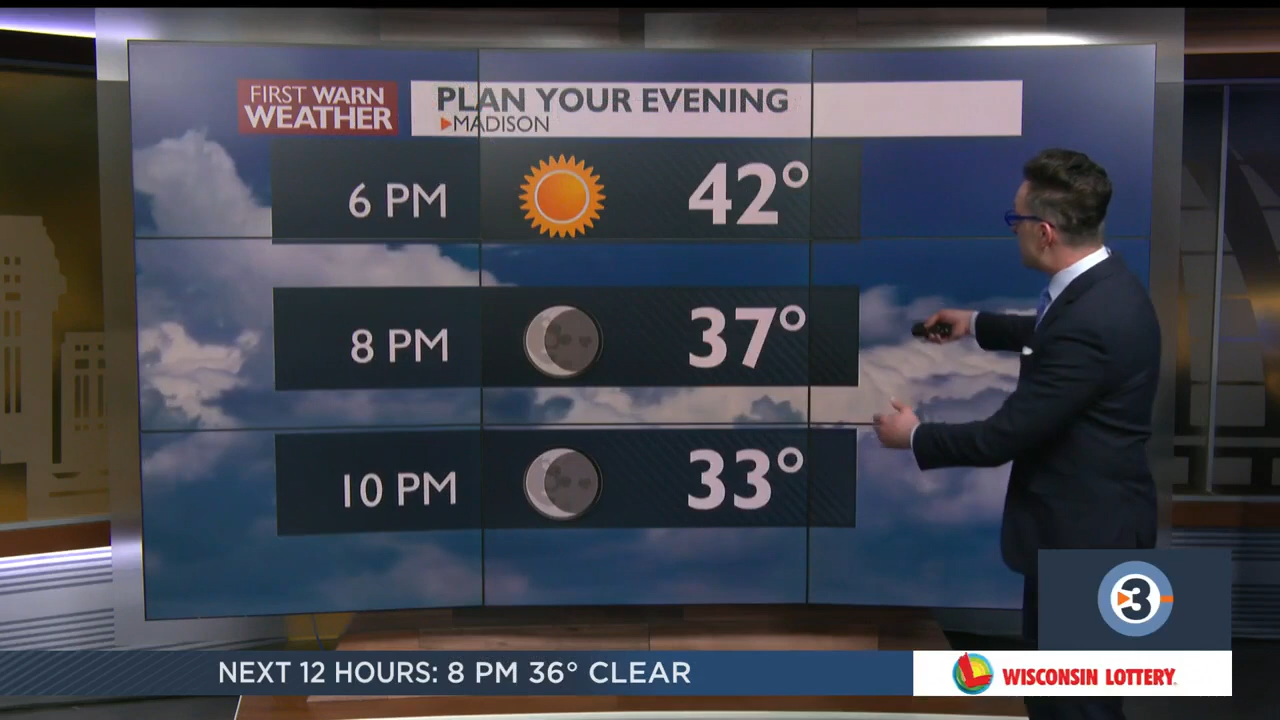 FIRST WARN
WEATHER
PLAN YOUR EVENING
MADISON
6 PM 42°
8 PM 37°
10 PM 33°
3
NEXT 12 HOURS: 8 PM 36° CLEAR
WISCONSIN LOTTERY